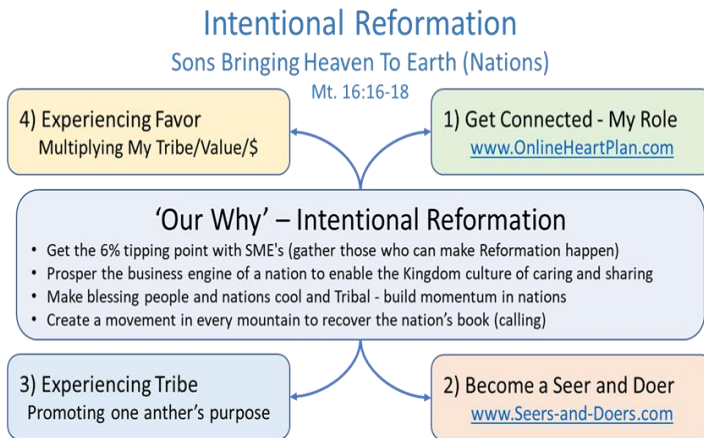 Intentional Reformation
Sons Bringing Heaven To Earth (Nations)
Mt. 16:16-18
4) Experiencing Favor
Multiplying My Tribe/Value/$
1) Get Connected - My Role
www.OnlineHeartPlan.com
‘Our Why’ – Intentional Reformation
• Get the 6% tipping point with SME's (gather those who can make Reformation happen)
• Prosper the business engine of a nation to enable the Kingdom culture of caring and sharing
• Make blessing people and nations cool and Tribal - build momentum in nations
• Create a movement in every mountain to recover the nation’s book (calling)
3) Experiencing Tribe
Promoting one anther’s purpose
2) Become a Seer and Doer
www.Seers-and-Doers.com